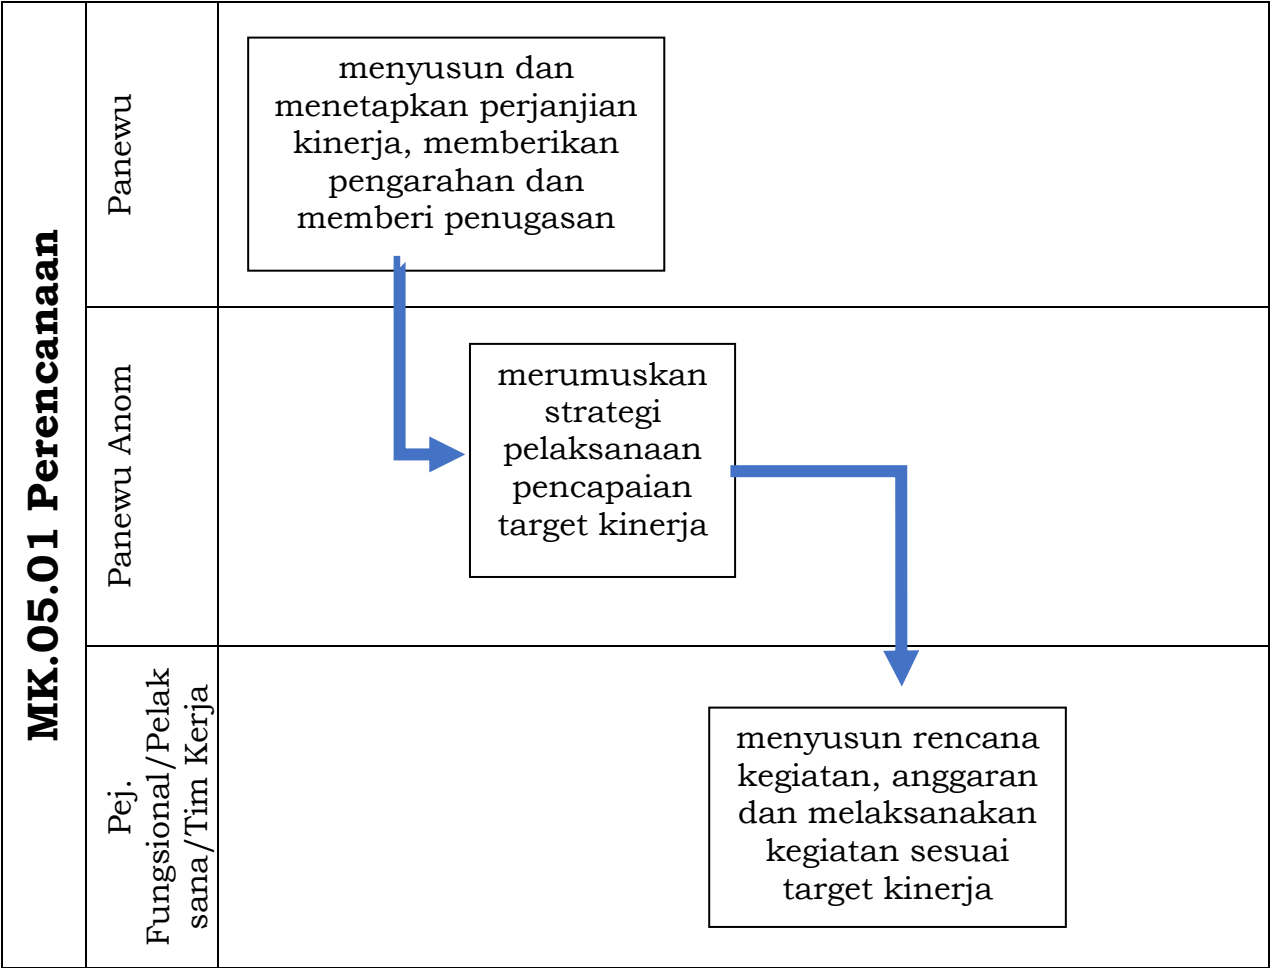 MK.05.01 Perencanaan
Panewu
menyusun dan
menetapkan perjanjian
kinerja, memberikan
pengarahan dan
memberi penugasan
Panewu Anom
merumuskan
strategi
pelaksanaan
pencapaian
target kinerja
Pej.
Fungsional/Pelak
sana/Tim Kerja
menyusun rencana
kegiatan, anggaran
dan melaksanakan
kegiatan sesuai
target kinerja